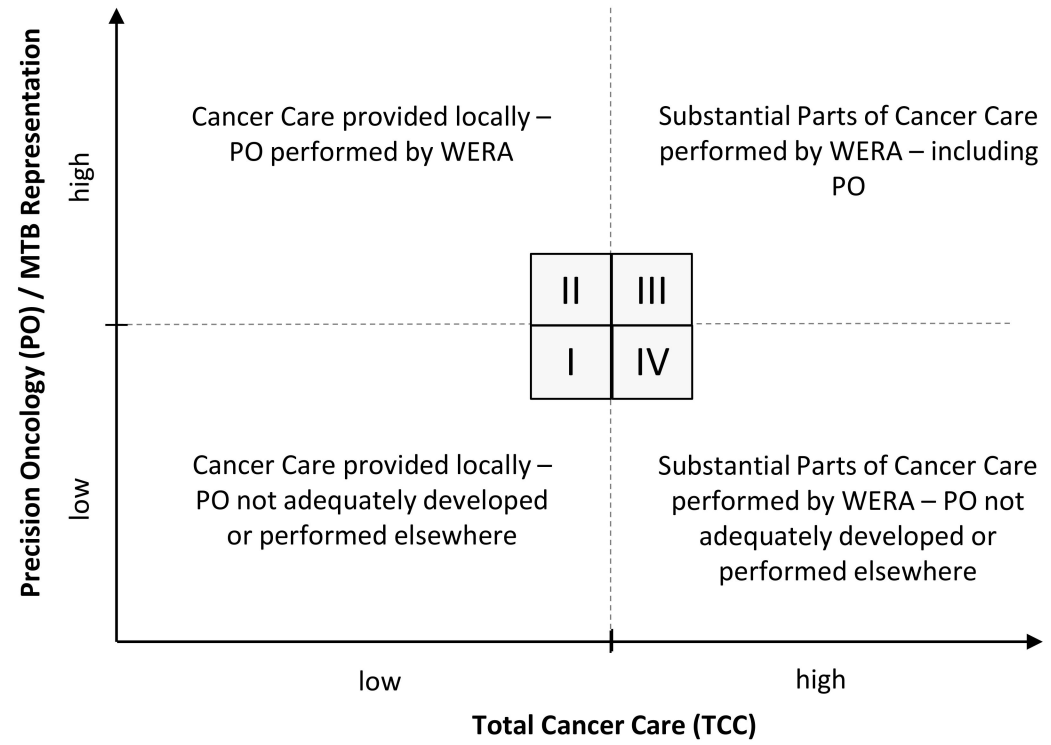 Precision Oncology (PO) / MTB Representation
high
low
Cancer Care provided locally –
PO performed by WERA
Substantial Parts of Cancer Care
performed by WERA – including
PO
II
III
I
IV
Cancer Care provided locally –
PO not adequately developed
or performed elsewhere
Substantial Parts of Cancer Care
performed by WERA – PO not
adequately developed or
performed elsewhere
low
high
Total Cancer Care (TCC)